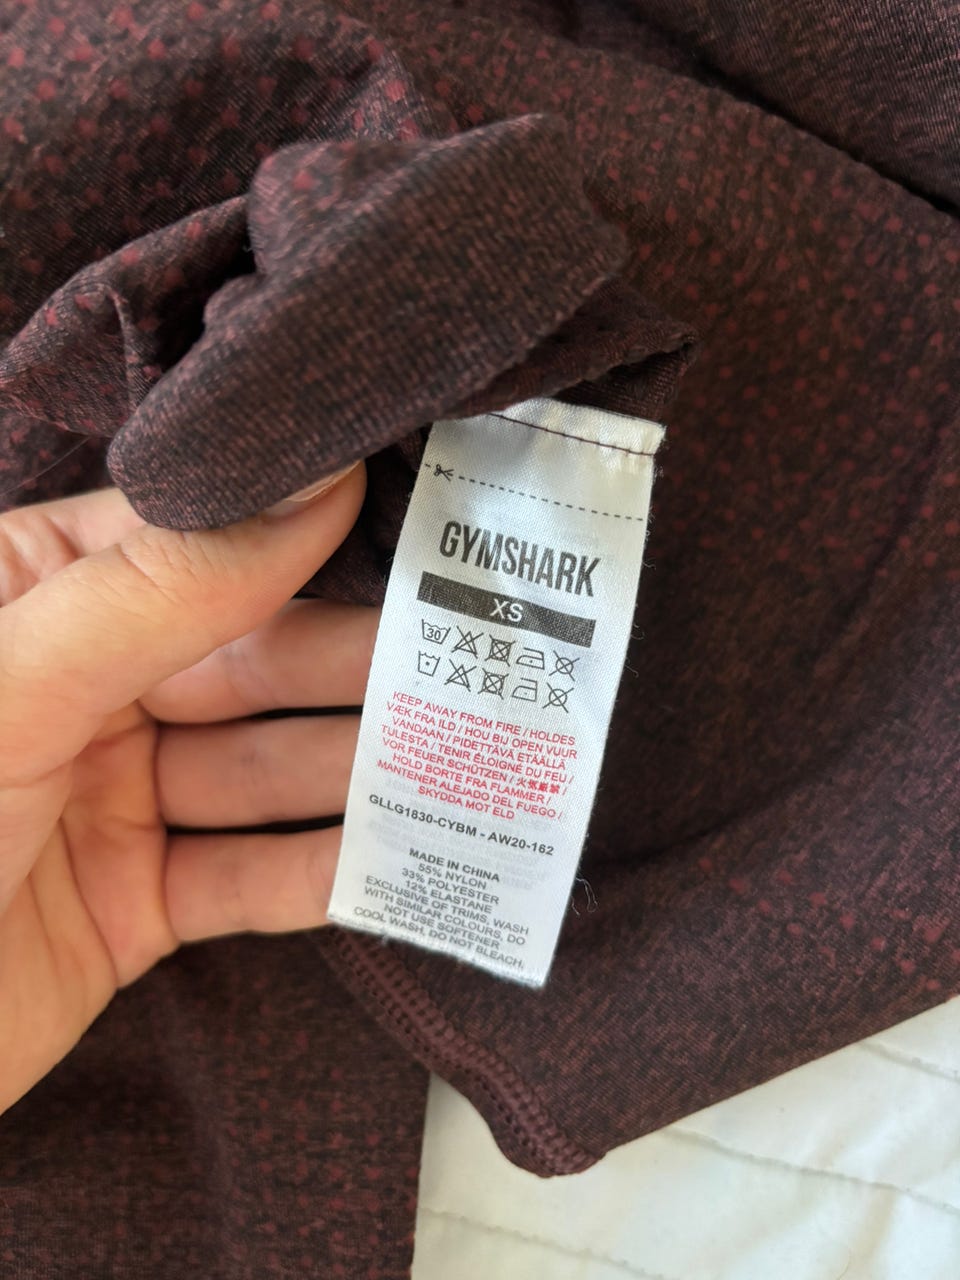 GYMSHARK
XS
30
KEEP AWAY FROM FIRE / HOLDES
VÆK FRA ILD / HOU BIJ OPEN VUUR
VANDAAN / PIDETTÄVÄ ETÄÄLLÄ
TULESTA / TENIR ÉLOIGNÉ DU FEU /
VOR FEUER SCHÜTZEN / 火気厳禁 /
HOLD BORTE FRA FLAMMER /
MANTENER ALEJADO DEL FUEGO /
SKYDDA MOT ELD
GLLG1830-CYBM - AW20-162
MADE IN CHINA
55% NYLON
33% POLYESTER
12% ELASTANE
EXCLUSIVE OF TRIMS, WASH
WITH SIMILAR COLOURS, DO
NOT USE SOFTENER
COOL WASH, DO NOT BLEACH,